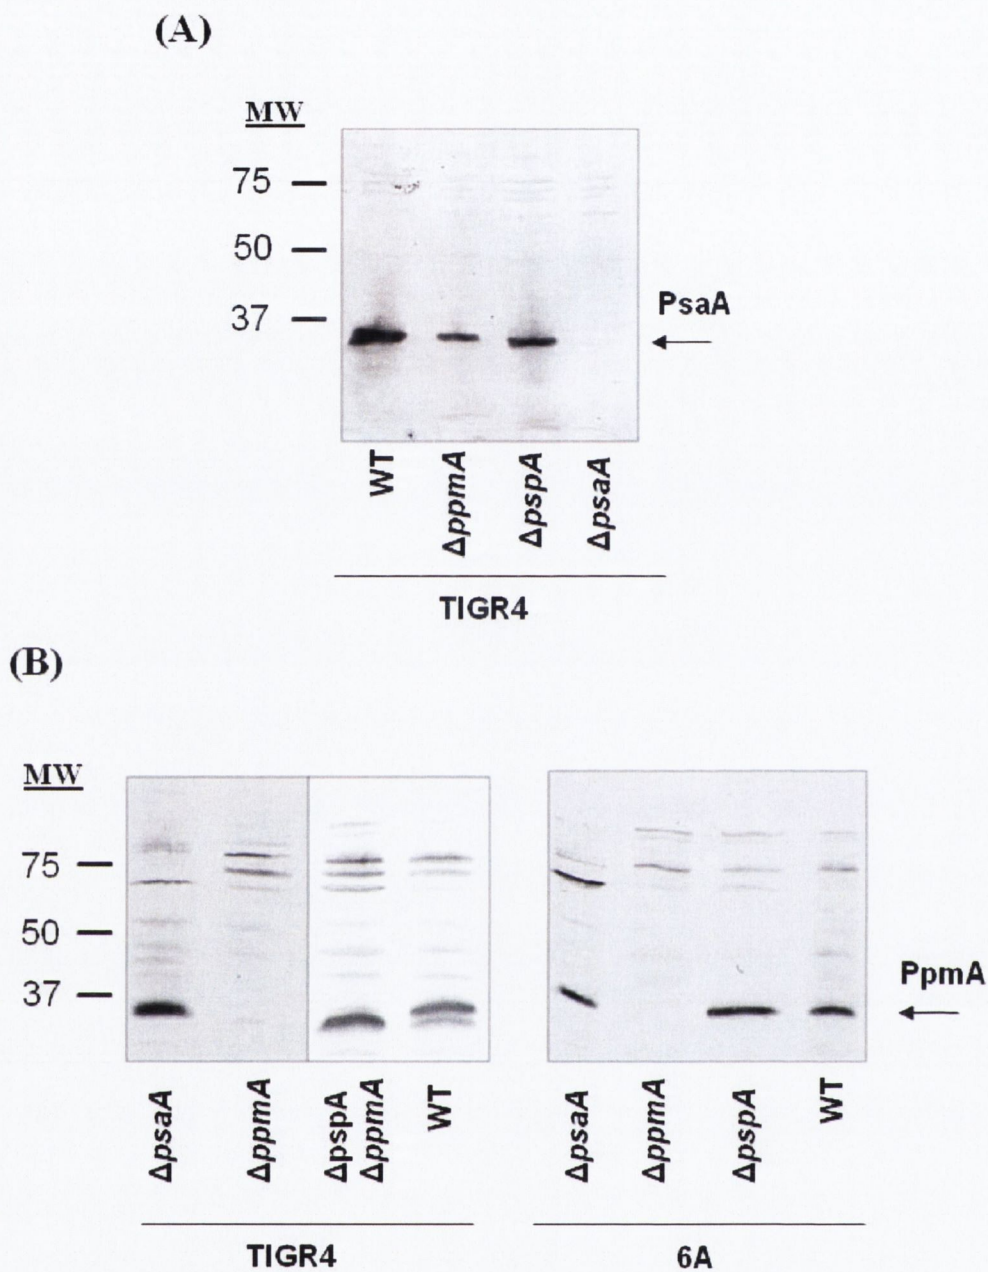 (A)
MW
75
50
37
PsaA
WT
ΔppmA
ΔpspA
ΔpsaA
TIGR4
(B)
MW
75
50
37
PpmA
ΔpsaA
ΔppmA
ΔpspA
ΔppmA
WT
ΔpsaA
ΔppmA
ΔpspA
WT
TIGR4
6A